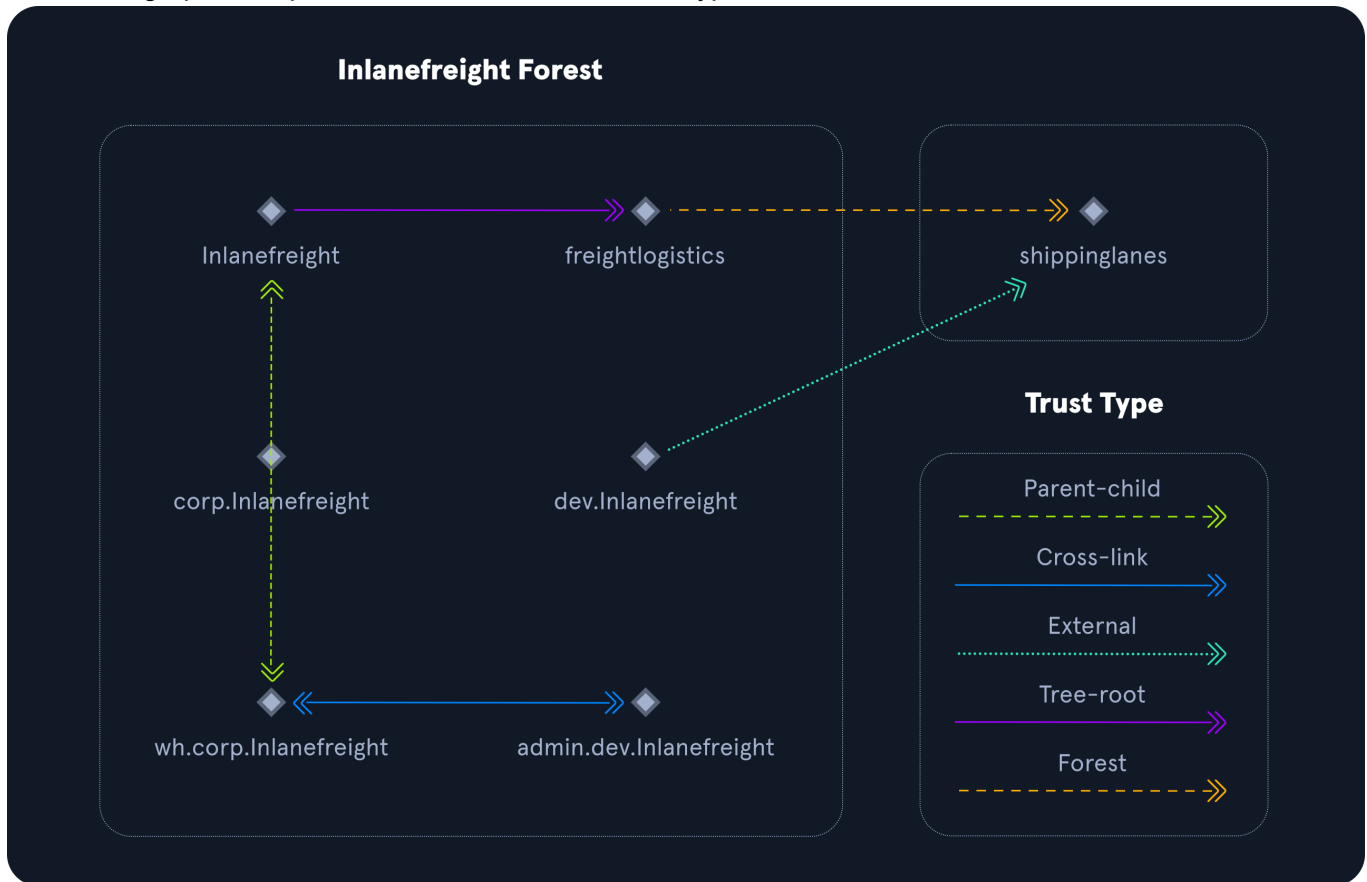 Inlanefreight Forest
Inlanefreight
freightlogistics
shippinglanes
corp.Inlanefreight
dev.Inlanefreight
wh.corp.Inlanefreight
admin.dev.Inlanefreight
Trust Type
Parent-child
Cross-link
External
Tree-root
Forest